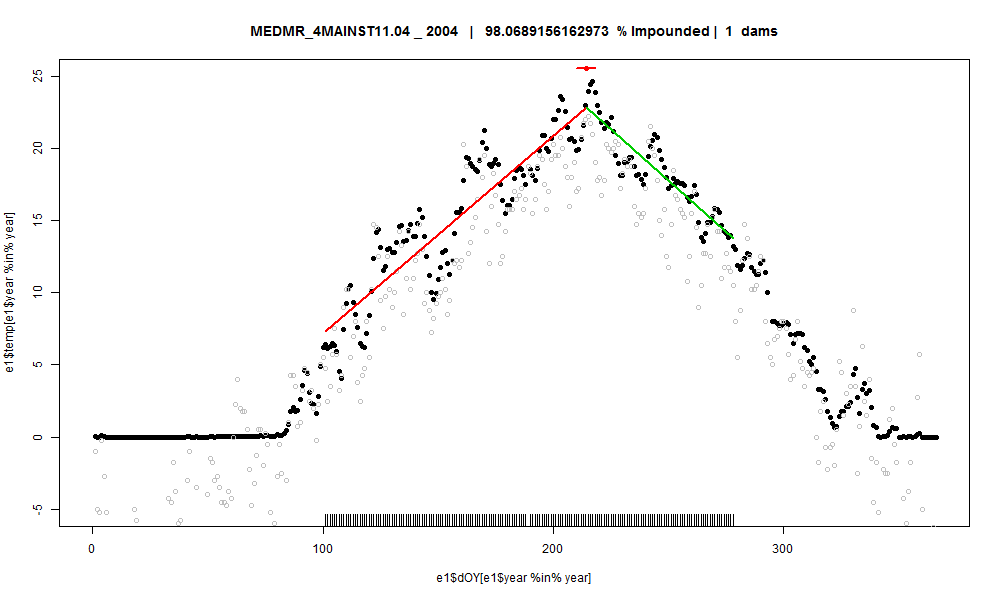 MEDMR_4MAINST11.04 _ 2004 | 98.0689156162973 % Impounded | 1 dams
25
20
15
10
5
0
-5
e1$temp[e1$year %in% year]
0 100 200 300
e1$dOY[e1$year %in% year]